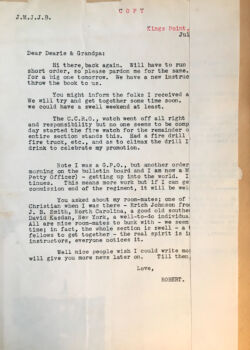 COPY
J.M.J.J.B.
Kings Point,
Jul
Dear Dearie & Grandpa:
Hi there, back again. Will have to run
short order, so please pardon me for the same.
for a big one tomorrow. We have a new instruc
throw the book to us.
You might inform the folks I received a
We will try and get together some time soon.
we could have a swell weekend at least.
The C.C.R.O., watch went off all right
and responsibility but no one seems to be comp
day started the fire watch for the remainder o
entire section stands this. Had a fire drill
fire truck, etc., and as to climax the drill I
drink to celebrate my promotion.
Note I was a G.P.O., but another order
morning on the bulletin board and I am now a M
Petty Officer) - getting up into the world. I
tinues. This means more work but if I can ge
commission end of the regiment, it will be wel
You asked about my room-mates; one of
Christian when I was there - Erich Johnson fro
J. B. Smith, North Carolina, a good old southe
David Kasdan, New York, a well-to-do individua
All are nice room-mates to bunk with - we seem
time; in fact, the whole section is swell - a t
fellows to get together - the real spirit is in
instructors, everyone notices it.
Well nice people wish I could write mo
will give you more news later on. Till then,
Love,
ROBERT.